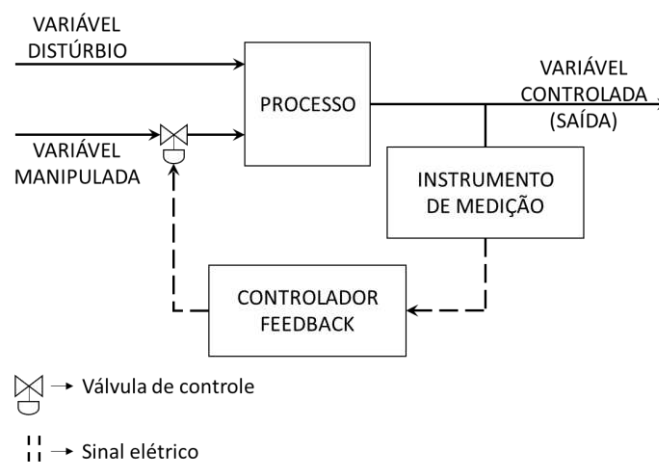 VARIÁVEL
DISTÚRBIO
PROCESSO
VARIÁVEL
CONTROLADA
(SAÍDA)
VARIÁVEL
MANIPULADA
INSTRUMENTO
DE MEDIÇÃO
CONTROLADOR
FEEDBACK
Válvula de controle
Sinal elétrico